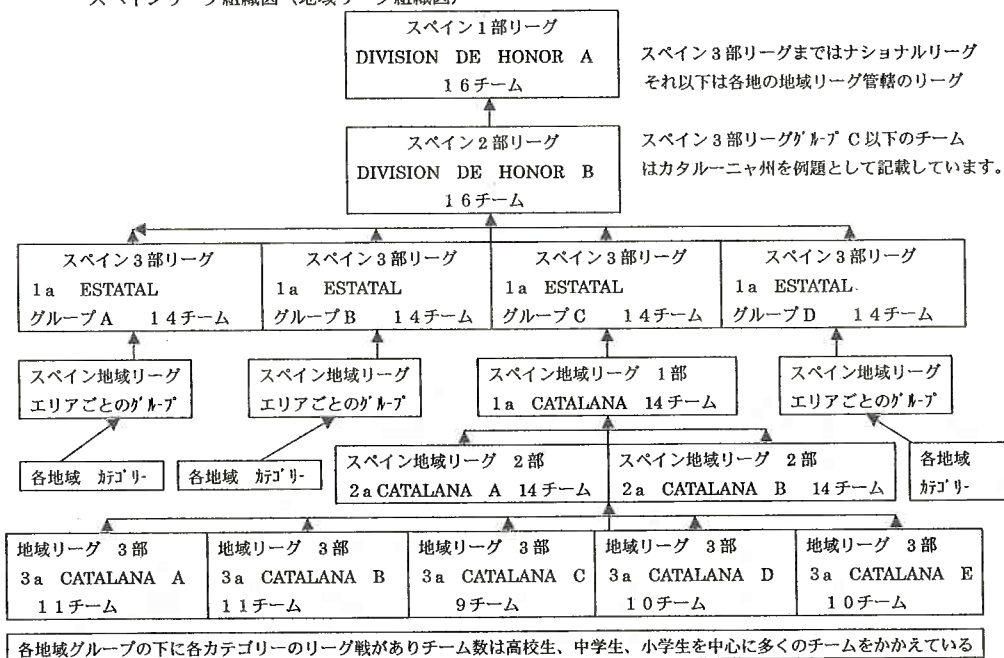 スペインリーグ組織図（地域リーグ組織図）
スペイン１部リーグ
DIVISION DE HONOR A
１６チーム
スペイン３部リーグまではナショナルリーグ
それ以下は各地の地域リーグ管轄のリーグ
スペイン２部リーグ
DIVISION DE HONOR B
１６チーム
スペイン３部リーグｸﾞﾙｰﾌﾟ C以下のチーム
はカタルーニャ州を例題として記載しています。
スペイン３部リーグ
1a ESTATAL
グループA １４チーム
スペイン３部リーグ
1a ESTATAL
グループB １４チーム
スペイン３部リーグ
1a ESTATAL
グループC １４チーム
スペイン３部リーグ
1a ESTATAL.
グループD １４チーム
スペイン地域リーグ
エリアごとのｸﾞﾙｰﾌﾟ
スペイン地域リーグ
エリアごとのｸﾞﾙｰﾌﾟ
スペイン地域リーグ １部
1a CATALANA 14チーム
スペイン地域リーグ
エリアごとのｸﾞﾙｰﾌﾟ
各地域 ｶﾃｺﾞﾘｰ
各地域 ｶﾃｺﾞﾘｰ
スペイン地域リーグ ２部
2a CATALANA A 14チーム
スペイン地域リーグ ２部
2a CATALANA B 14チーム
各地域
ｶﾃｺﾞﾘｰ
地域リーグ ３部
3a CATALANA A
１１チーム
地域リーグ ３部
3a CATALANA B
１１チーム
地域リーグ ３部
3a CATALANA C
９チーム
地域リーグ ３部
3a CATALANA D
１０チーム
地域リーグ ３部
3a CATALANA E
１０チーム
各地域グループの下に各カテゴリーのリーグ戦がありチーム数は高校生、中学生、小学生を中心に多くのチームをかかえている